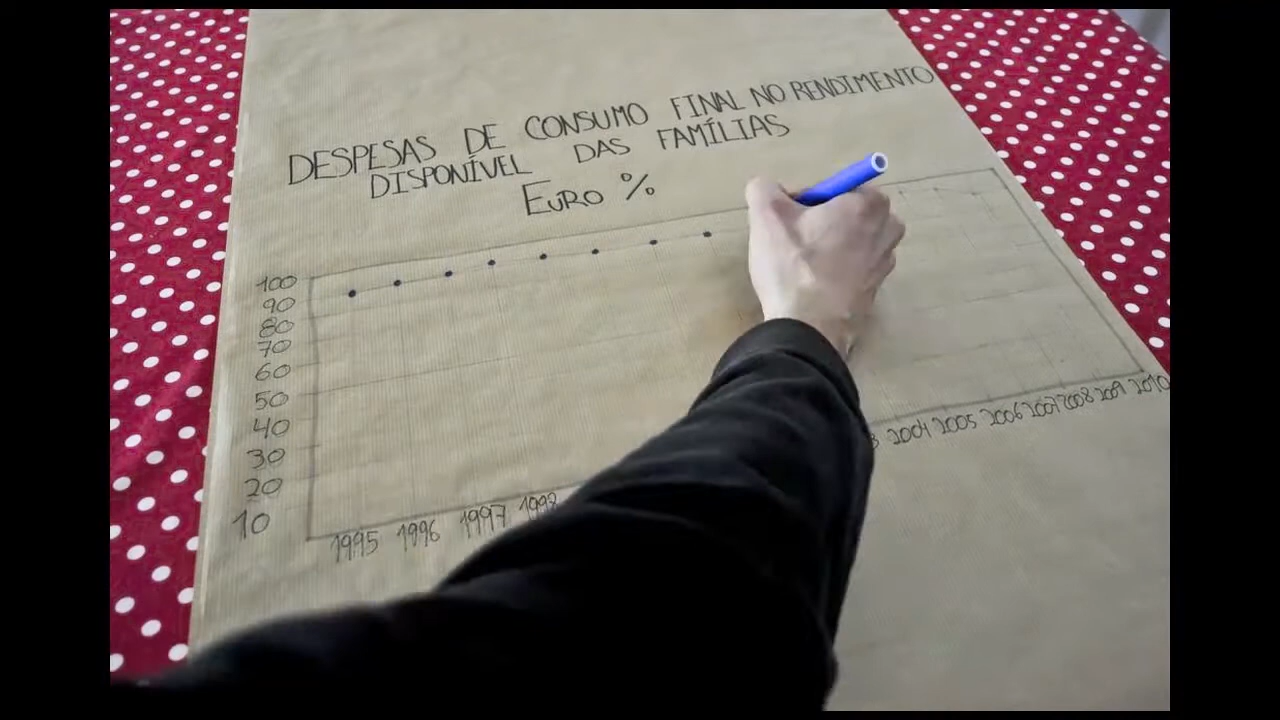 DESPESAS DE CONSUMO FINAL NO RENDIMENTO
DISPONÍVEL DAS FAMÍLIAS
EURO %
100
90
80
70
60
50
40
30
20
10
1995 1996 1997 1998 2004 2005 2006 2007 2008 2009 2010